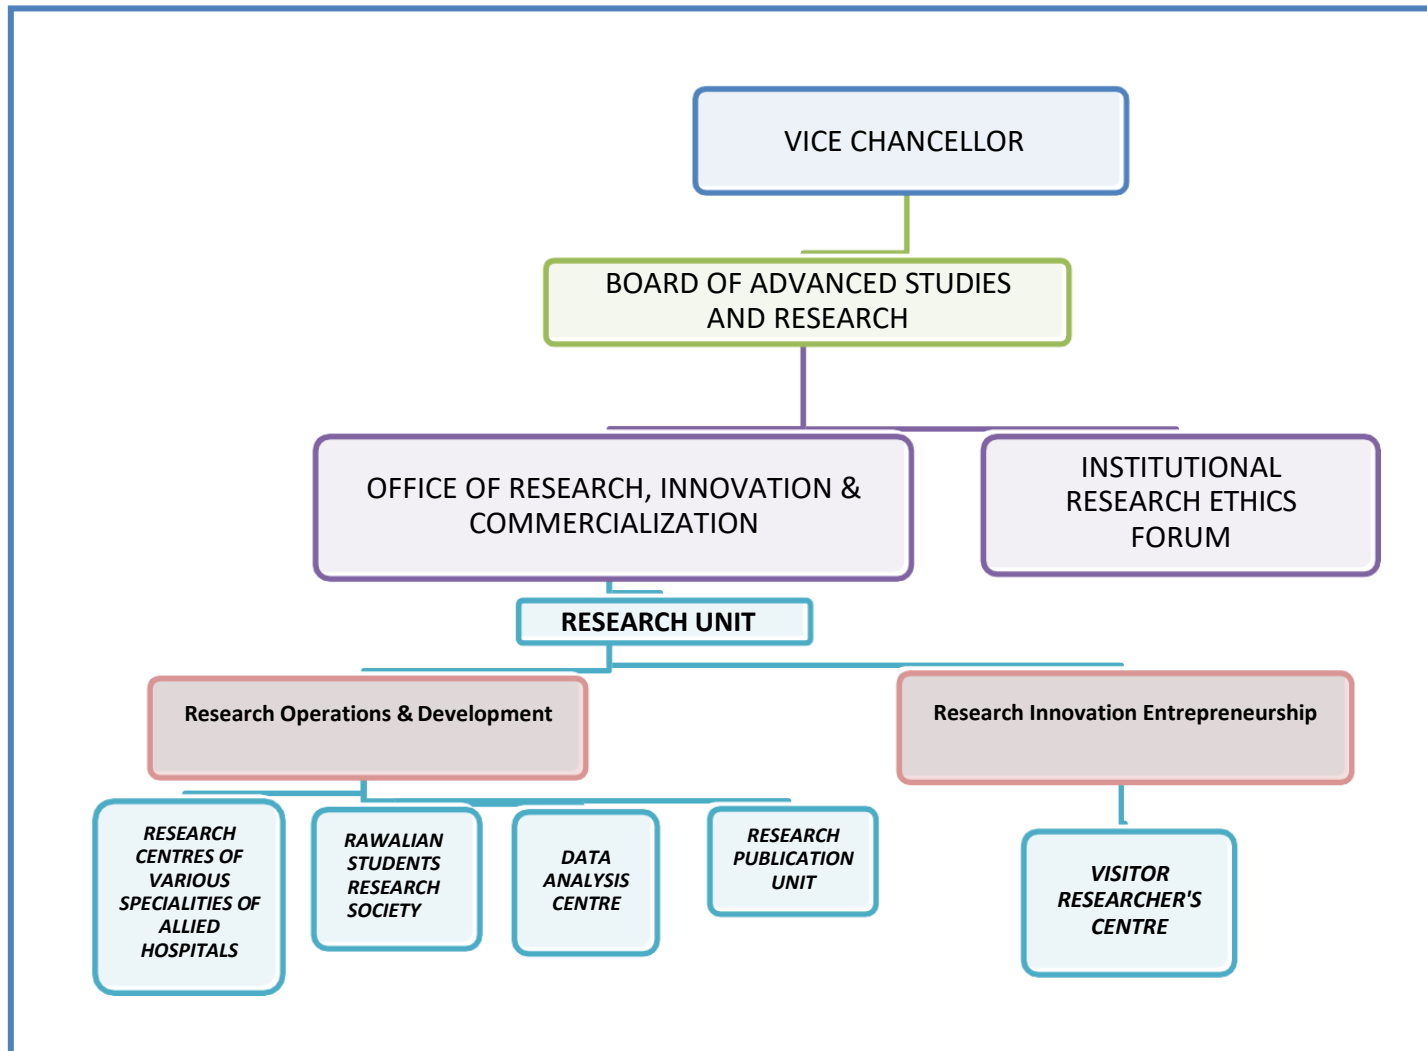 VICE CHANCELLOR
BOARD OF ADVANCED STUDIES
AND RESEARCH
OFFICE OF RESEARCH, INNOVATION &
COMMERCIALIZATION
INSTITUTIONAL
RESEARCH ETHICS
FORUM
RESEARCH UNIT
Research Operations & Development
Research Innovation Entrepreneurship
RESEARCH
CENTRES OF
VARIOUS
SPECIALITIES OF
ALLIED
HOSPITALS
RAWALIAN
STUDENTS
RESEARCH
SOCIETY
DATA
ANALYSIS
CENTRE
RESEARCH
PUBLICATION
UNIT
VISITOR
RESEARCHER'S
CENTRE